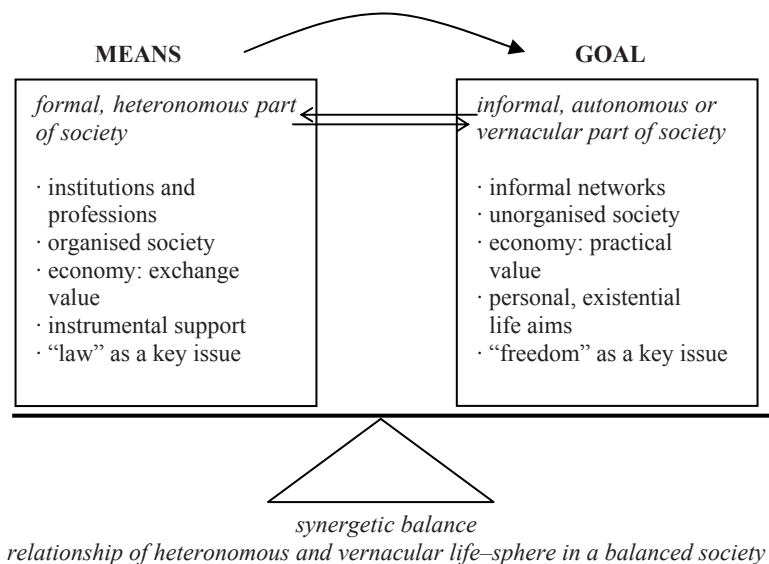 MEANS
GOAL
formal, heteronomous part
of society
· institutions and
professions
· organised society
· economy: exchange
value
· instrumental support
· “law” as a key issue
informal, autonomous or
vernacular part of society
· informal networks
· unorganised society
· economy: practical
value
· personal, existential
life aims
· “freedom” as a key issue
synergetic balance
relationship of heteronomous and vernacular life–sphere in a balanced society